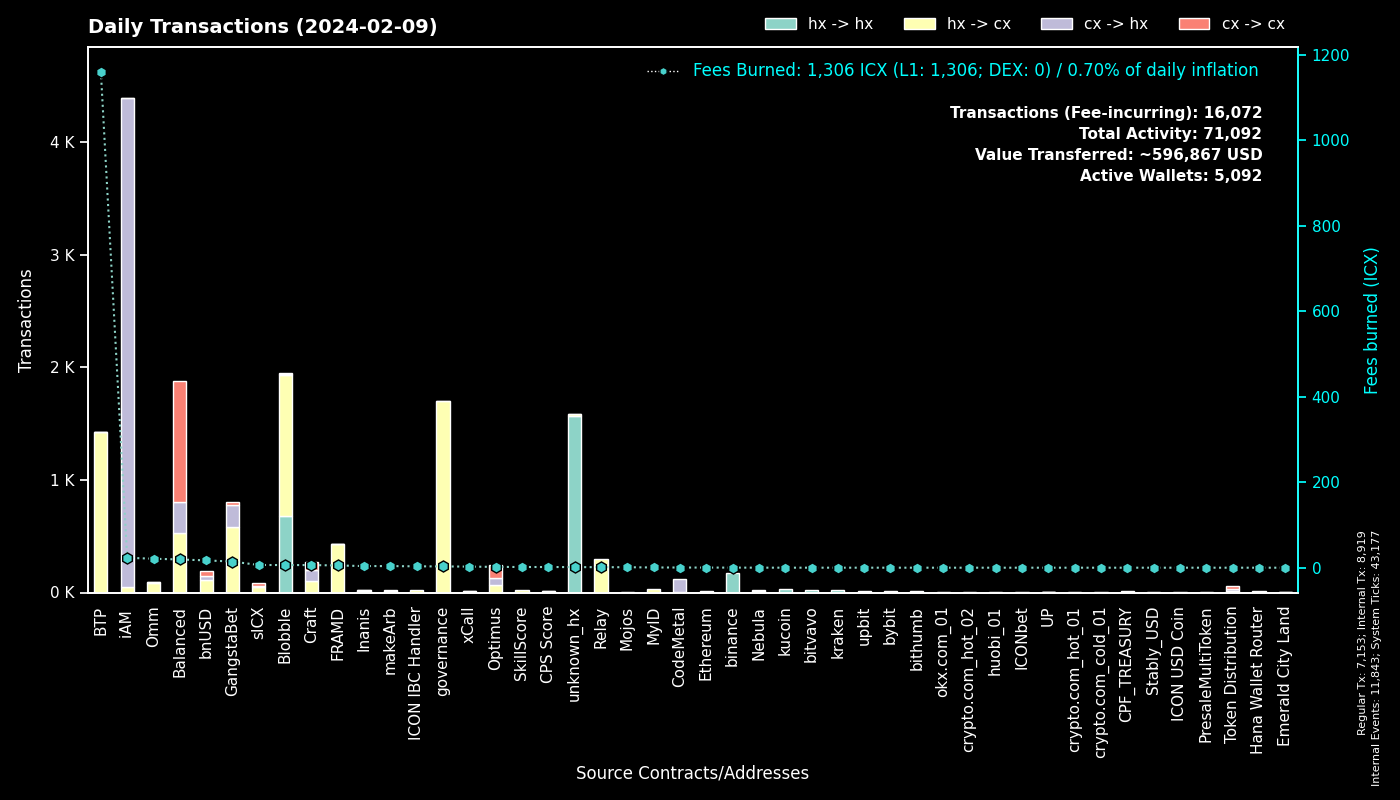 Daily Transactions (2024-02-09)
hx -> hx
hx -> cx
cx -> hx
cx -> cx
Fees Burned: 1,306 ICX (L1: 1,306; DEX: 0) / 0.70% of daily inflation
Transactions (Fee-incurring): 16,072
Total Activity: 71,092
Value Transferred: ~596,867 USD
Active Wallets: 5,092
Transactions
4 K
3 K
2 K
1 K
0 K
1200
1000
800
600
400
200
0
Fees burned (ICX)
BTP
iAM
Omm
Balanced
bnUSD
GangstaBet
sICX
Blobble
Craft
FRAMD
Inanis
makeArb
ICON IBC Handler
governance
xCall
Optimus
SkillScore
CPS Score
unknown_hx
Relay
Mojos
MyID
CodeMetal
Ethereum
binance
Nebula
kucoin
bitvavo
kraken
upbit
bybit
bithumb
okx.com_01
crypto.com_hot_02
huobi_01
ICONbet
UP
crypto.com_hot_01
crypto.com_cold_01
CPF_TREASURY
Stably_USD
ICON USD Coin
PresaleMultiToken
Token Distribution
Hana Wallet Router
Emerald City Land
Source Contracts/Addresses
Regular Tx: 7,153; Internal Tx: 8,919
Internal Events: 11,843; System Ticks: 43,177